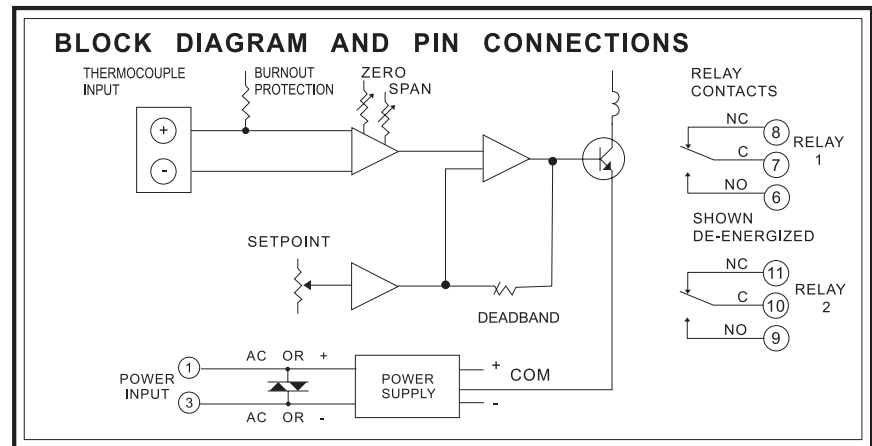 BLOCK DIAGRAM AND PIN CONNECTIONS
THERMOCOUPLE
INPUT
BURNOUT
PROTECTION
ZERO
SPAN
+
-
SETPOINT
DEADBAND
POWER
INPUT
1
3
AC OR +
AC OR -
POWER
SUPPLY
+
COM
-
RELAY
CONTACTS
NC
8
C
7
NO
6
RELAY
1
SHOWN
DE-ENERGIZED
NC
11
C
10
NO
9
RELAY
2